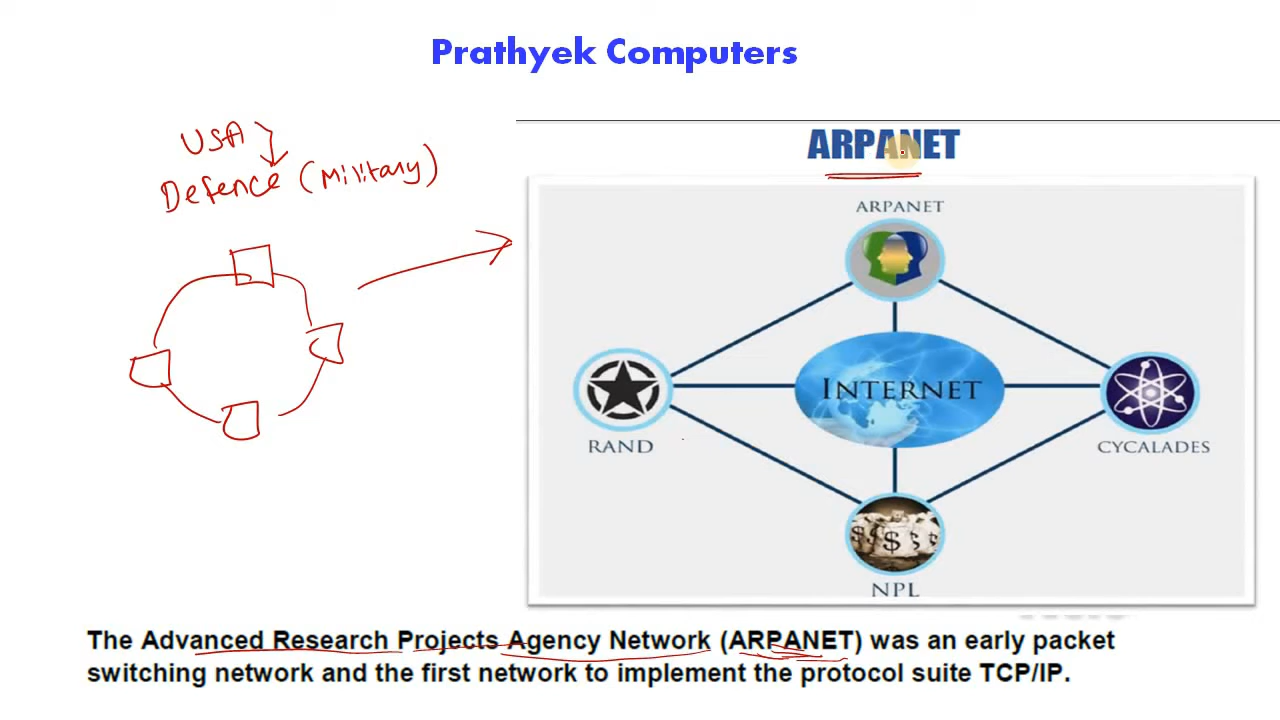 Prathyek Computers
USA
Defence (Military)
ARPANET
ARPANET
INTERNET
RAND
CYCALADES
NPL
The Advanced Research Projects Agency Network (ARPANET) was an early packet
switching network and the first network to implement the protocol suite TCP/IP.